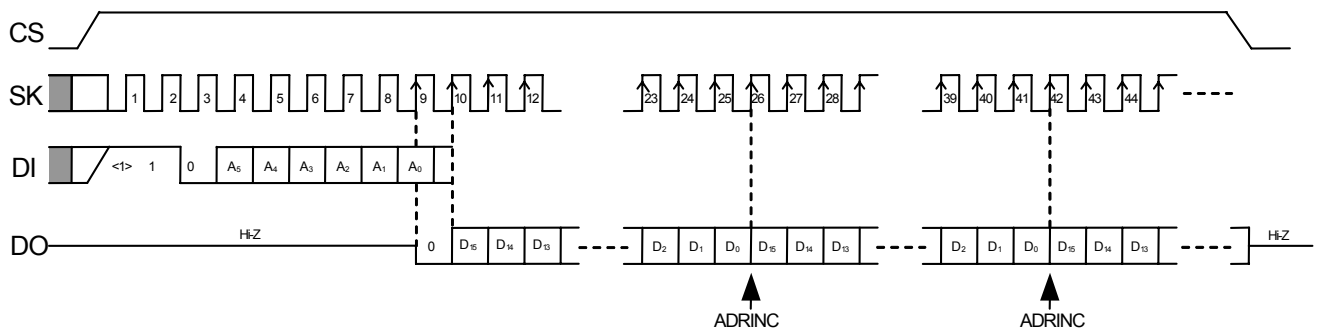 CS
SK 1 2 3 4 5 6 7 8 9 10 11 12 23 24 25 26 27 28 39 40 41 42 43 44
DI <1> 1 0 A5 A4 A3 A2 A1 A0
DO Hi-Z 0 D15 D14 D13 D2 D1 D0 D15 D14 D13 D2 D1 D0 D15 D14 D13 Hi-Z
ADRINC ADRINC